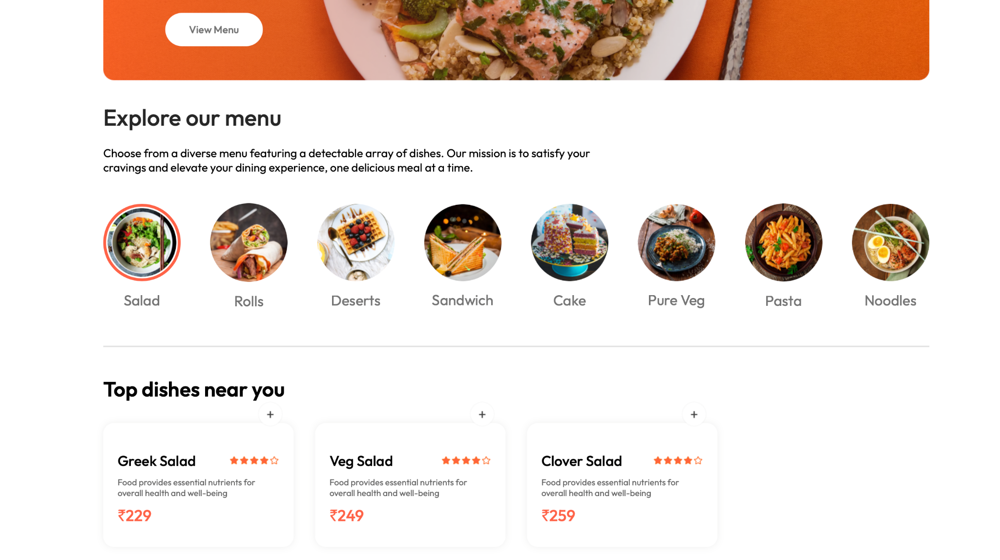 View Menu
Explore our menu
Choose from a diverse menu featuring a detectable array of dishes. Our mission is to satisfy your
cravings and elevate your dining experience, one delicious meal at a time.
Salad
Rolls
Deserts
Sandwich
Cake
Pure Veg
Pasta
Noodles
Top dishes near you
+
+
+
Greek Salad
Food provides essential nutrients for
overall health and well-being
₹229
Veg Salad
Food provides essential nutrients for
overall health and well-being
₹249
Clover Salad
Food provides essential nutrients for
overall health and well-being
₹259